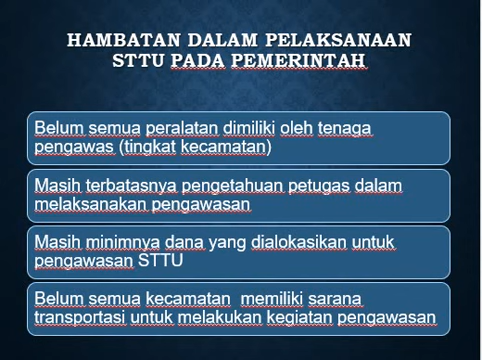 HAMBATAN DALAM PELAKSANAAN
STTU PADA PEMERINTAH
Belum semua peralatan dimiliki oleh tenaga
pengawas (tingkat kecamatan)
Masih terbatasnya pengetahuan petugas dalam
melaksanakan pengawasan
Masih minimnya dana yang dialokasikan untuk
pengawasan STTU
Belum semua kecamatan memiliki sarana
transportasi untuk melakukan kegiatan pengawasan